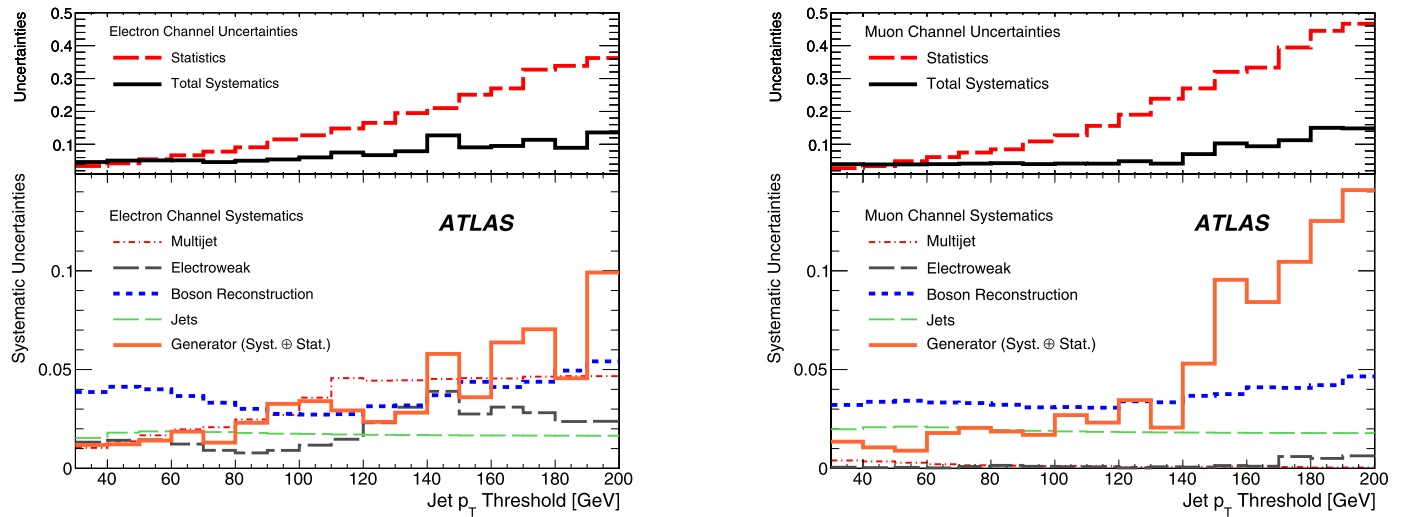 Uncertainties
0.5
0.4
0.3
0.2
0.1
Electron Channel Uncertainties
Statistics
Total Systematics
Systematic Uncertainties
0.1
0.05
0
Electron Channel Systematics
ATLAS
Multijet
Electroweak
Boson Reconstruction
Jets
Generator (Syst. ⊕ Stat.)
40 60 80 100 120 140 160 180 200
Jet pT Threshold [GeV]
Uncertainties
0.5
0.4
0.3
0.2
0.1
Muon Channel Uncertainties
Statistics
Total Systematics
Systematic Uncertainties
0.1
0.05
0
Muon Channel Systematics
ATLAS
Multijet
Electroweak
Boson Reconstruction
Jets
Generator (Syst. ⊕ Stat.)
40 60 80 100 120 140 160 180 200
Jet pT Threshold [GeV]